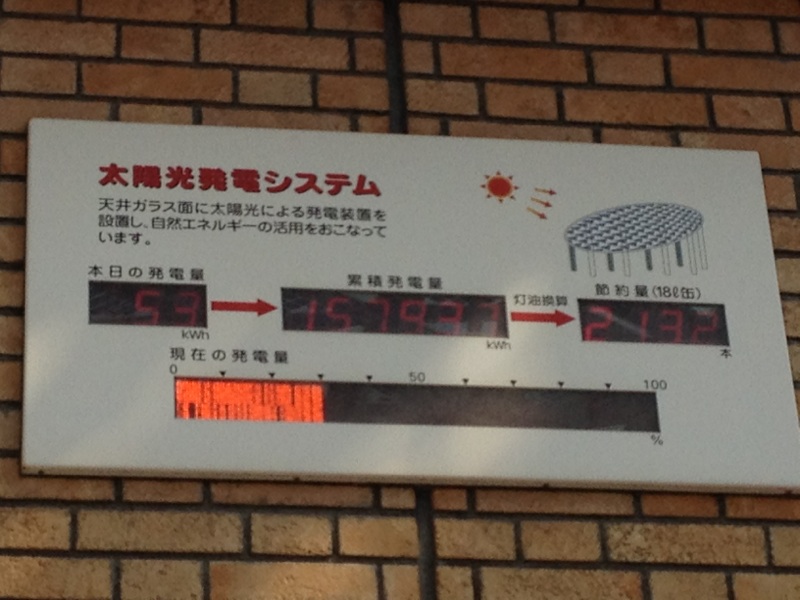 太陽光発電システム
天井ガラス面に太陽光による発電装置を
設置し、自然エネルギーの活用をおこなって
います。
本日の発電量
累積発電量
灯油換算
節約量(18ℓ缶)
53
157937
2132
kWh
kWh
本
現在の発電量
0
50
100
%